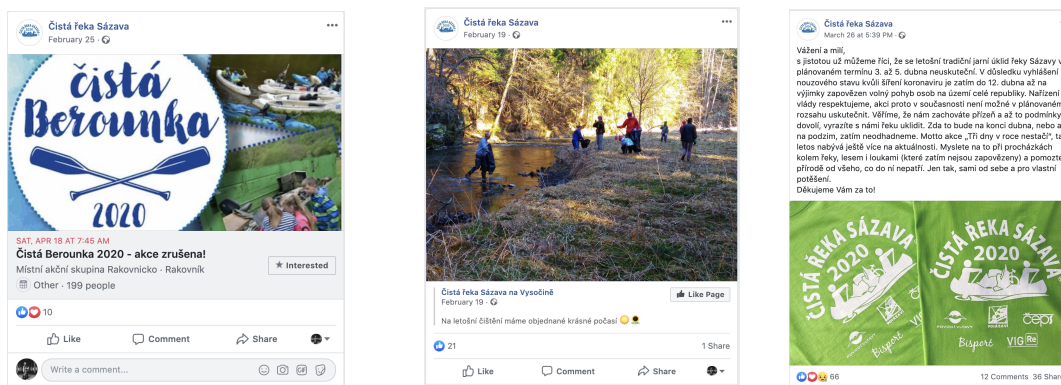 Čistá řeka Sázava
February 25 ·
čistá
Berounka
2020
SAT, APR 18 AT 7:45 AM
Čistá Berounka 2020 - akce zrušena!
Místní akční skupina Rakovnicko · Rakovník
Other · 199 people
★ Interested
10
Like Comment Share
Write a comment...
GIF
Čistá řeka Sázava
February 19 ·
Čistá řeka Sázava na Vysočině
February 19 ·
Like Page
Na letošní čištění máme objednané krásné počasí
21
1 Share
Like Comment Share
Čistá řeka Sázava
March 26 at 5:39 PM ·
Vážení a milí,
s jistotou už můžeme říci, že se letošní tradiční jarní úklid řeky Sázavy v
plánovaném termínu 3. až 5. dubna neuskuteční. V důsledku vyhlášení
nouzového stavu kvůli šíření koronaviru je zatím do 12. dubna až na
výjimky zapovězen volný pohyb osob na území celé republiky. Nařízení
vlády respektujeme, akci proto v současnosti není možné v plánovaném
rozsahu uskutečnit. Věříme, že nám zachováte přízeň a až to podmínky
dovolí, vyrazíte s námi řeku uklidit. Zda to bude na konci dubna, nebo a
na podzim, zatím neodhadneme. Motto akce „Tři dny v roce nestačí“, ta
letos nabývá ještě více na aktuálnosti. Myslete na to při procházkách
kolem řeky, lesem i loukami (které zatím nejsou zapovězeny) a pomozte
přírodě od všeho, co do ní nepatří. Jen tak, sami od sebe a pro vlastní
potěšení.
Děkujeme Vám za to!
ČISTÁ ŘEKA SÁZAVA
2020
Bisport
ČISTÁ ŘEKA SÁZAVA
2020
POSÁZAVÍ
čeps
Bisport
VIG Re
66
12 Comments 36 Shar